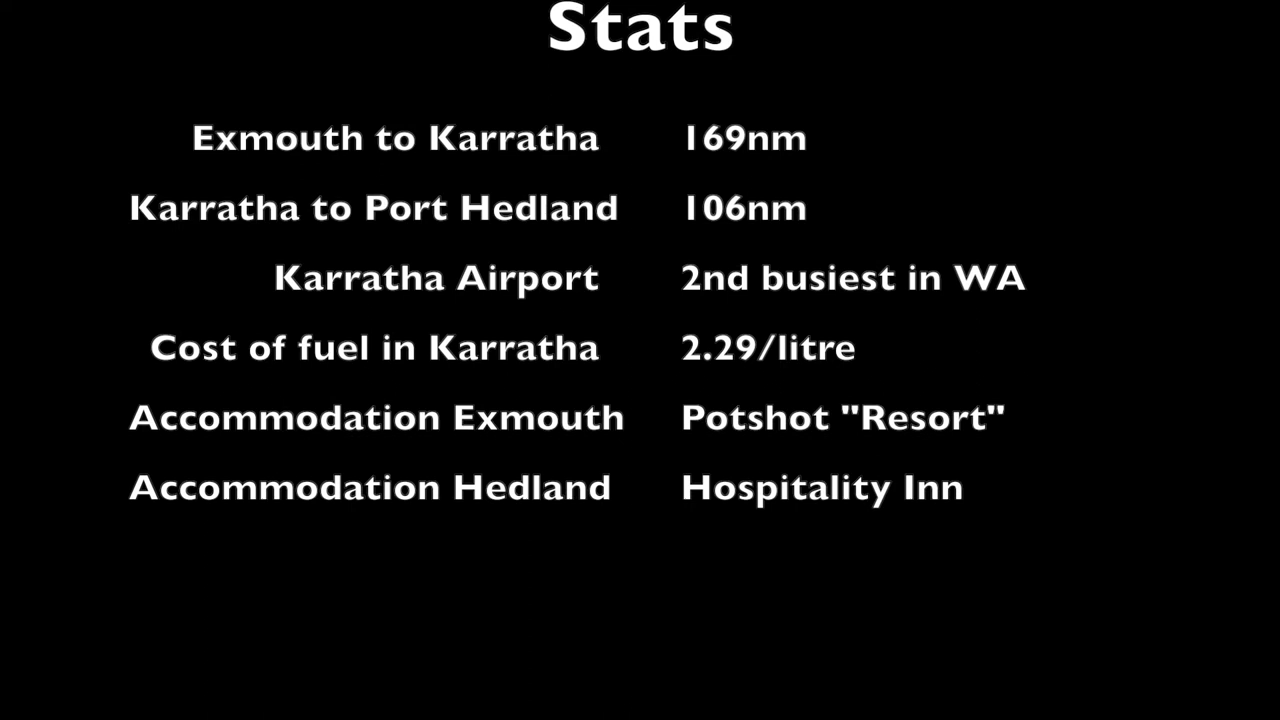 Stats
Exmouth to Karratha 169nm
Karratha to Port Hedland 106nm
Karratha Airport 2nd busiest in WA
Cost of fuel in Karratha 2.29/litre
Accommodation Exmouth Potshot "Resort"
Accommodation Hedland Hospitality Inn